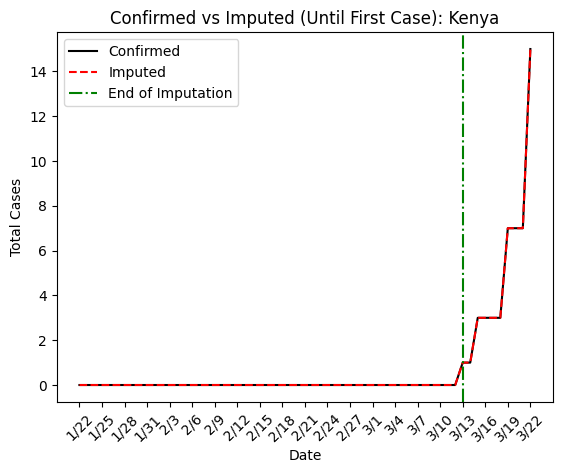 Confirmed vs Imputed (Until First Case): Kenya
Confirmed
Imputed
End of Imputation
Total Cases
14
12
10
8
6
4
2
0
1/22 1/25 1/28 1/31 2/3 2/6 2/9 2/12 2/15 2/18 2/21 2/24 2/27 3/1 3/4 3/7 3/10 3/13 3/16 3/19 3/22
Date